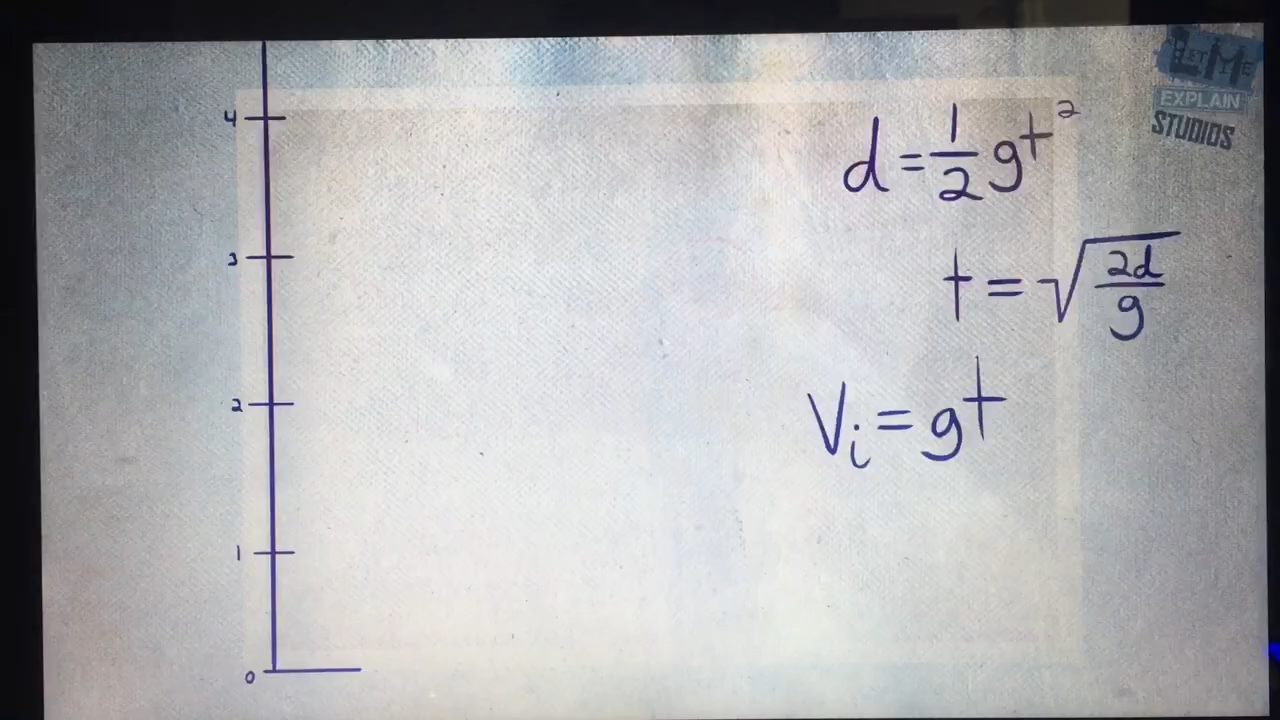 LET ME
EXPLAIN
STUDIOS
4
3
2
1
0
d = 1/2 gt²
t = √(2d/g)
Vi = gt